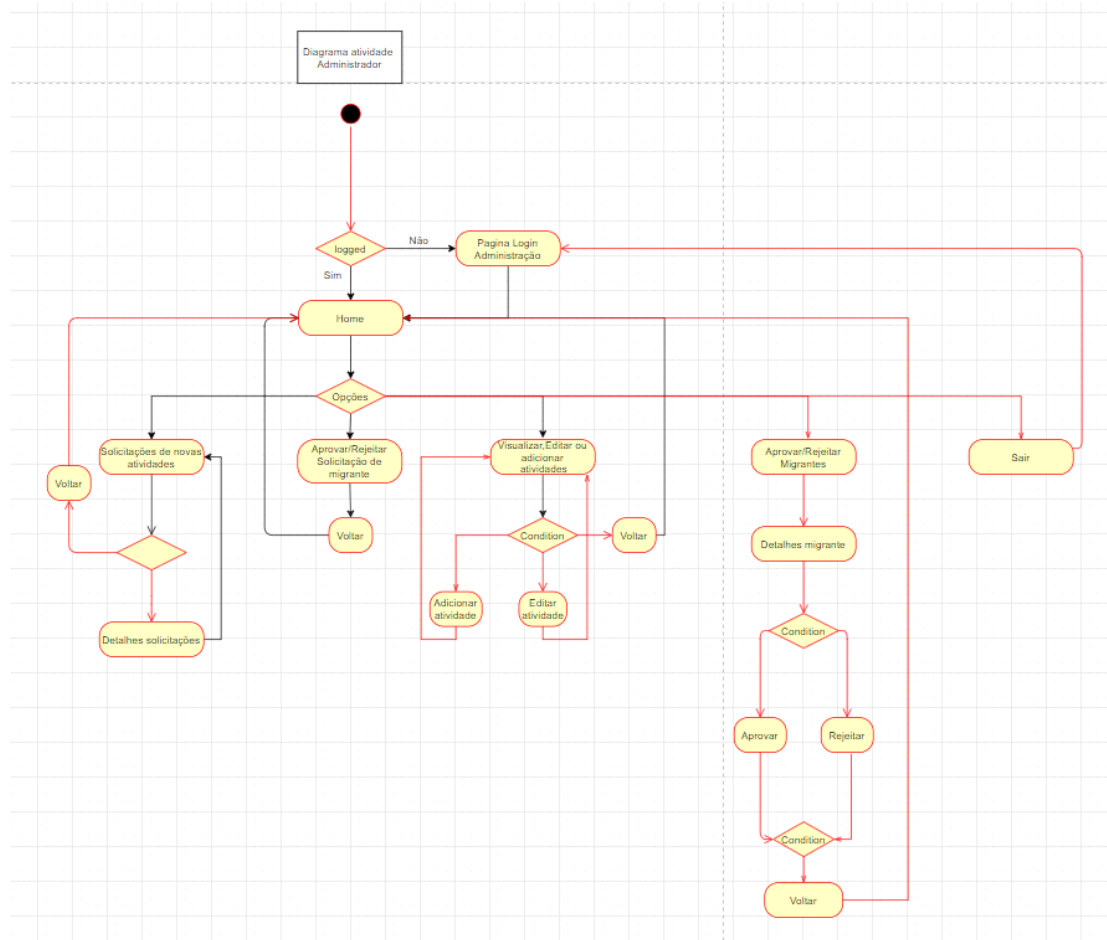 Diagrama atividade
Administrador
logged
Não
Pagina Login
Administração
Sim
Home
Opções
Solicitações de novas
atividades
Aprovar/Rejeitar
Solicitação de
migrante
Visualizar,Editar ou
adicionar
atividades
Aprovar/Rejeitar
Migrantes
Sair
Voltar
Voltar
Condition
Voltar
Detalhes migrante
Adicionar
atividade
Editar
atividade
Detalhes solicitações
Condition
Aprovar
Rejeitar
Condition
Voltar